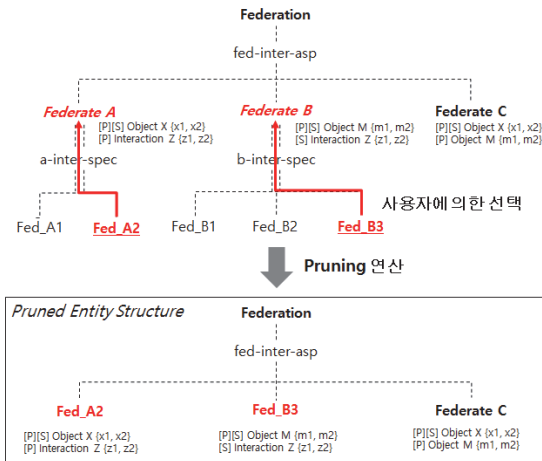 Federation
fed-inter-asp
Federate A
[P][S] Object X {x1, x2}
[P] Interaction Z {z1, z2}
Federate B
[P][S] Object M {m1, m2}
[S] Interaction Z {z1, z2}
Federate C
[P][S] Object X {x1, x2}
[P] Object M {m1, m2}
a-inter-spec
b-inter-spec
Fed_A1
Fed_A2
Fed_B1
Fed_B2
Fed_B3
사용자에 의한 선택
Pruning 연산
Pruned Entity Structure
Federation
fed-inter-asp
Fed_A2
Fed_B3
Federate C
[P][S] Object X {x1, x2}
[P] Interaction Z {z1, z2}
[P][S] Object M {m1, m2}
[S] Interaction Z {z1, z2}
[P][S] Object X {x1, x2}
[P] Object M {m1, m2}